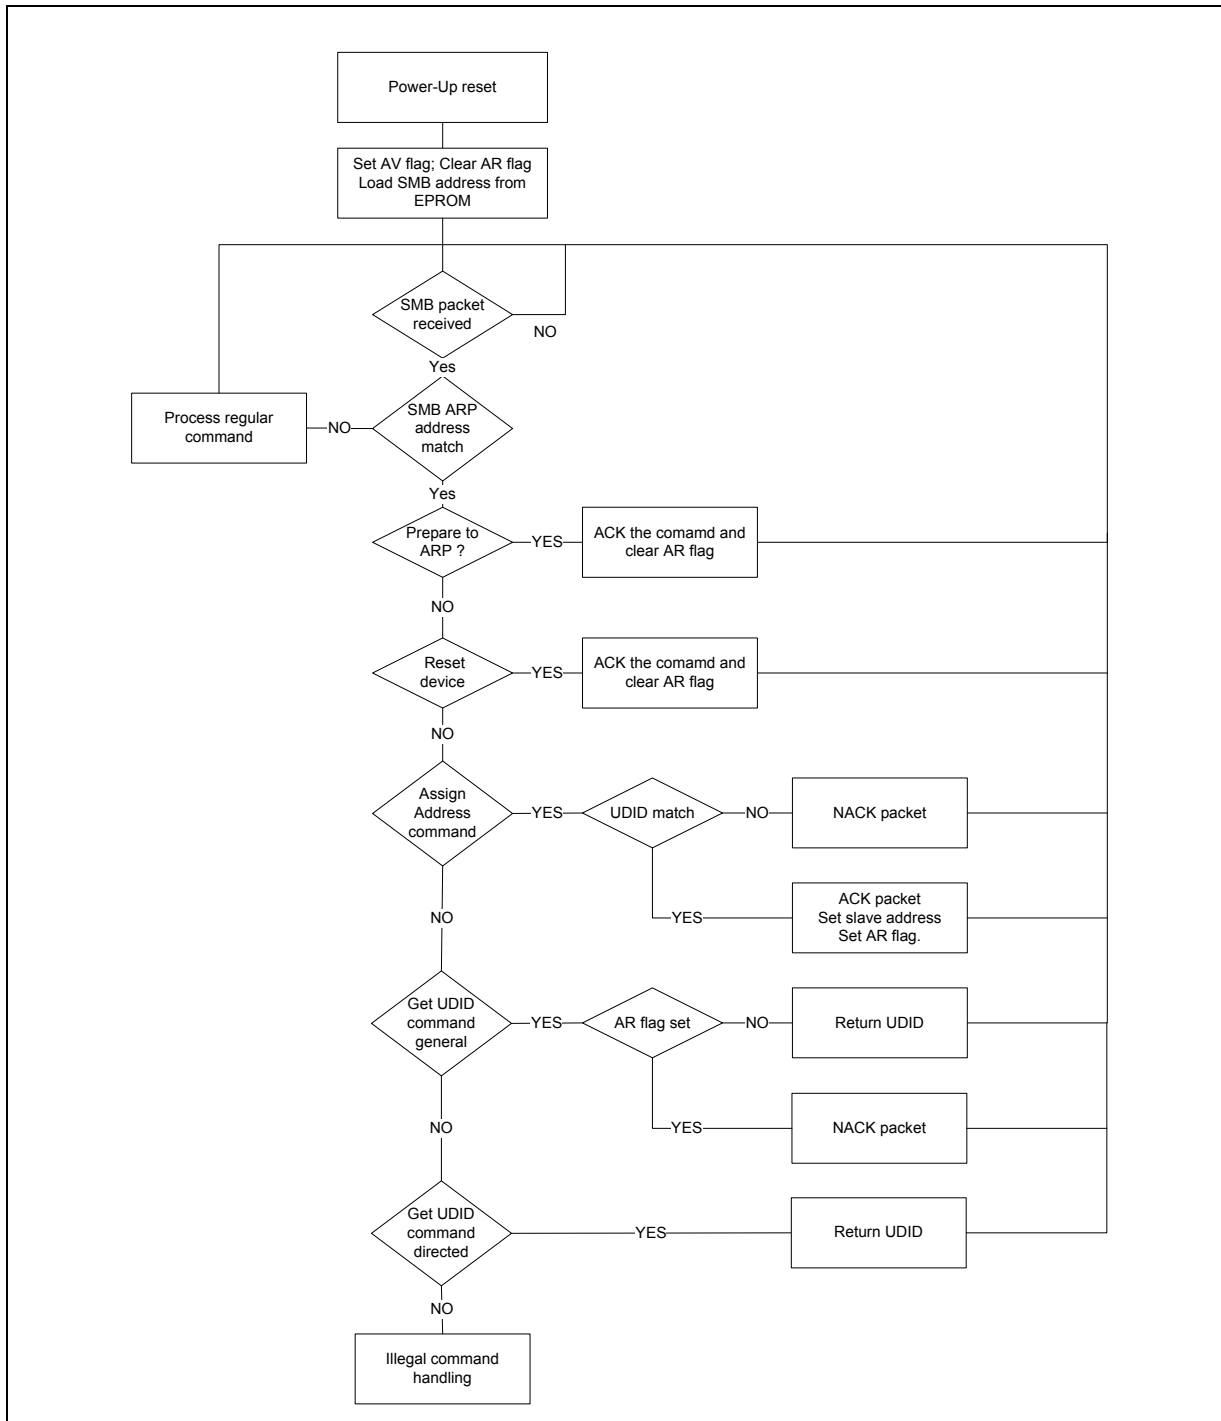 Power-Up reset
Set AV flag; Clear AR flag
Load SMB address from
EPROM
SMB packet
received
NO
Yes
Process regular
command
NO
SMB ARP
address
match
Yes
Prepare to
ARP ?
YES
ACK the comamd and
clear AR flag
NO
Reset
device
YES
ACK the comamd and
clear AR flag
NO
Assign
Address
command
YES
UDID match
NO
NACK packet
YES
ACK packet
Set slave address
Set AR flag.
NO
Get UDID
command
general
YES
AR flag set
NO
Return UDID
YES
NACK packet
NO
Get UDID
command
directed
YES
Return UDID
NO
Illegal command
handling